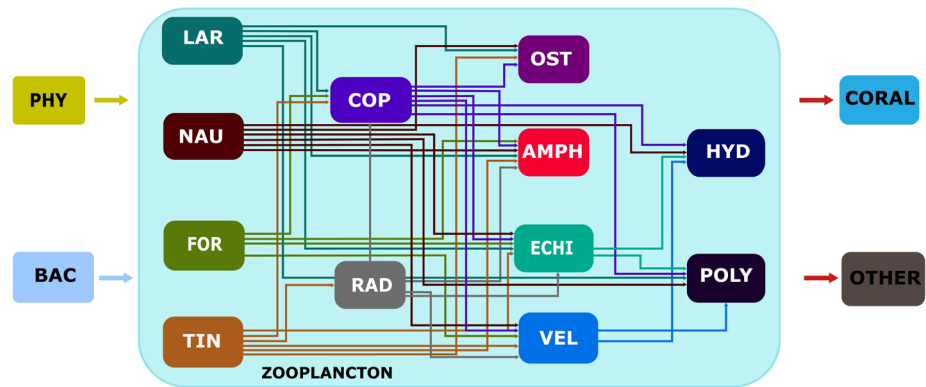 LAR
OST
PHY
COP
CORAL
NAU
AMPH
HYD
FOR
ECHI
BAC
RAD
POLY
OTHER
TIN
VEL
ZOOPLANCTON